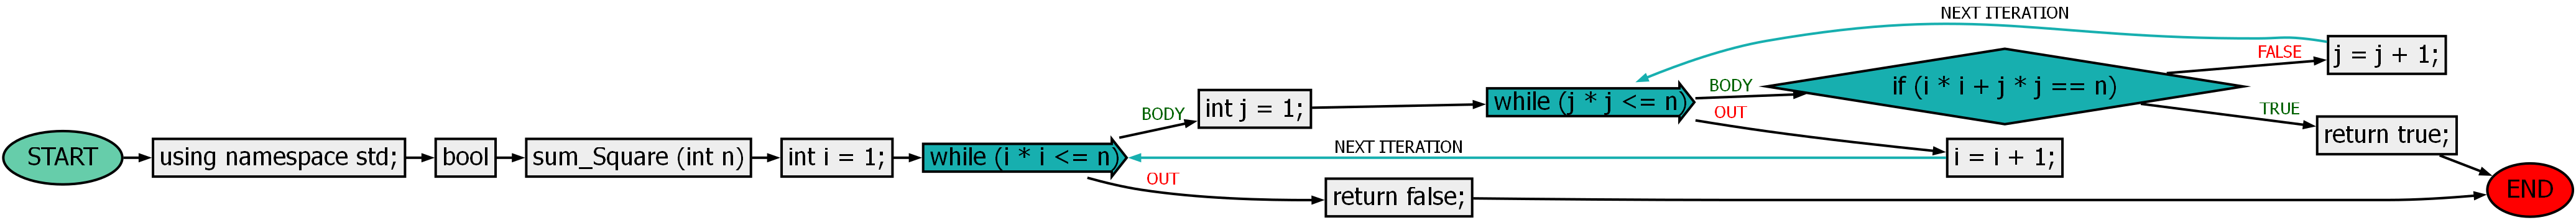 START
using namespace std;
bool
sum_Square (int n)
int i = 1;
while (i * i <= n)
BODY
int j = 1;
while (j * j <= n)
BODY
if (i * i + j * j == n)
FALSE
j = j + 1;
NEXT ITERATION
TRUE
return true;
OUT
i = i + 1;
NEXT ITERATION
OUT
return false;
END